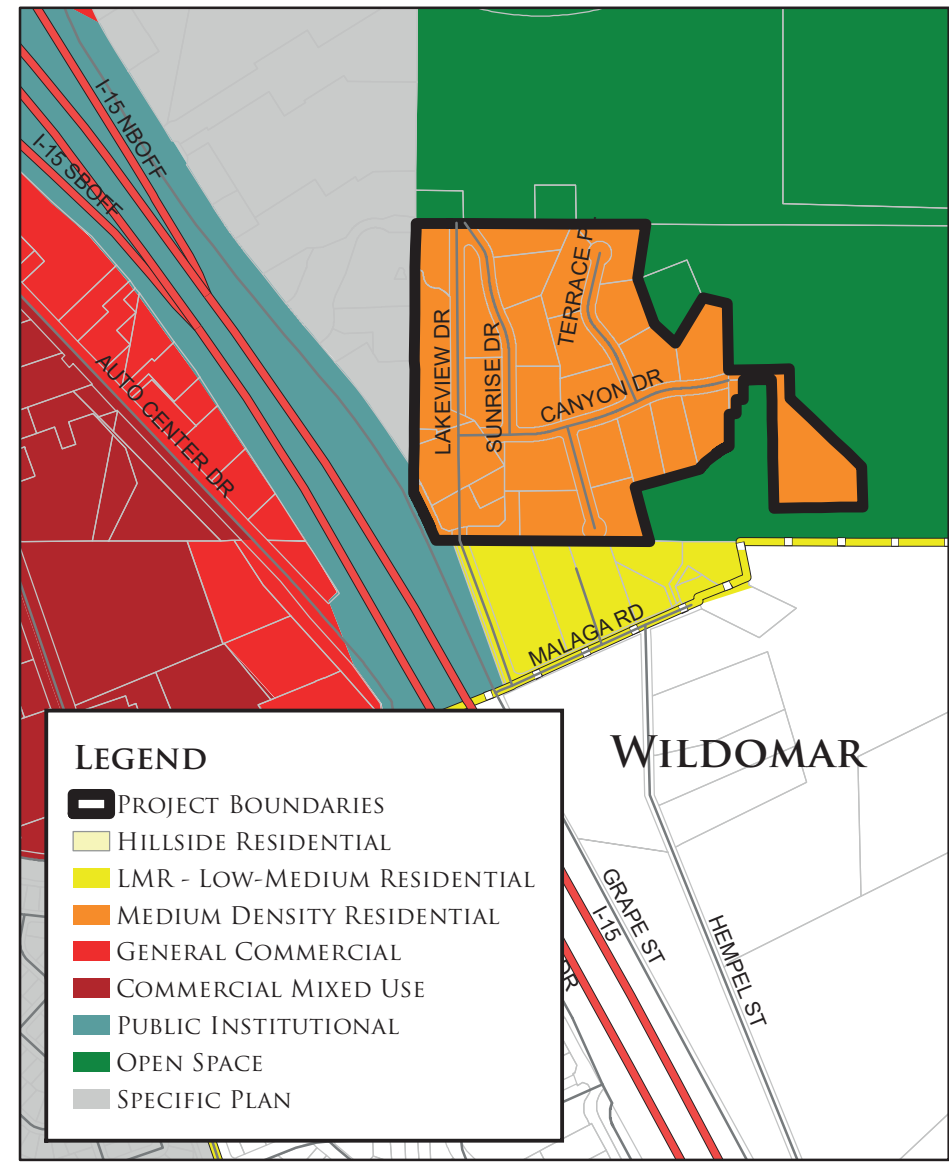 I-15 NBOFF
I-15 SBOFF
AUTO CENTER DR
LAKEVIEW DR
SUNRISE DR
TERRACE
CANYON DR
MALAGA RD
WILDOMAR
GRAPE ST
I-15
HEMPEL ST
DR
LEGEND
PROJECT BOUNDARIES
HILLSIDE RESIDENTIAL
LMR - LOW-MEDIUM RESIDENTIAL
MEDIUM DENSITY RESIDENTIAL
GENERAL COMMERCIAL
COMMERCIAL MIXED USE
PUBLIC INSTITUTIONAL
OPEN SPACE
SPECIFIC PLAN